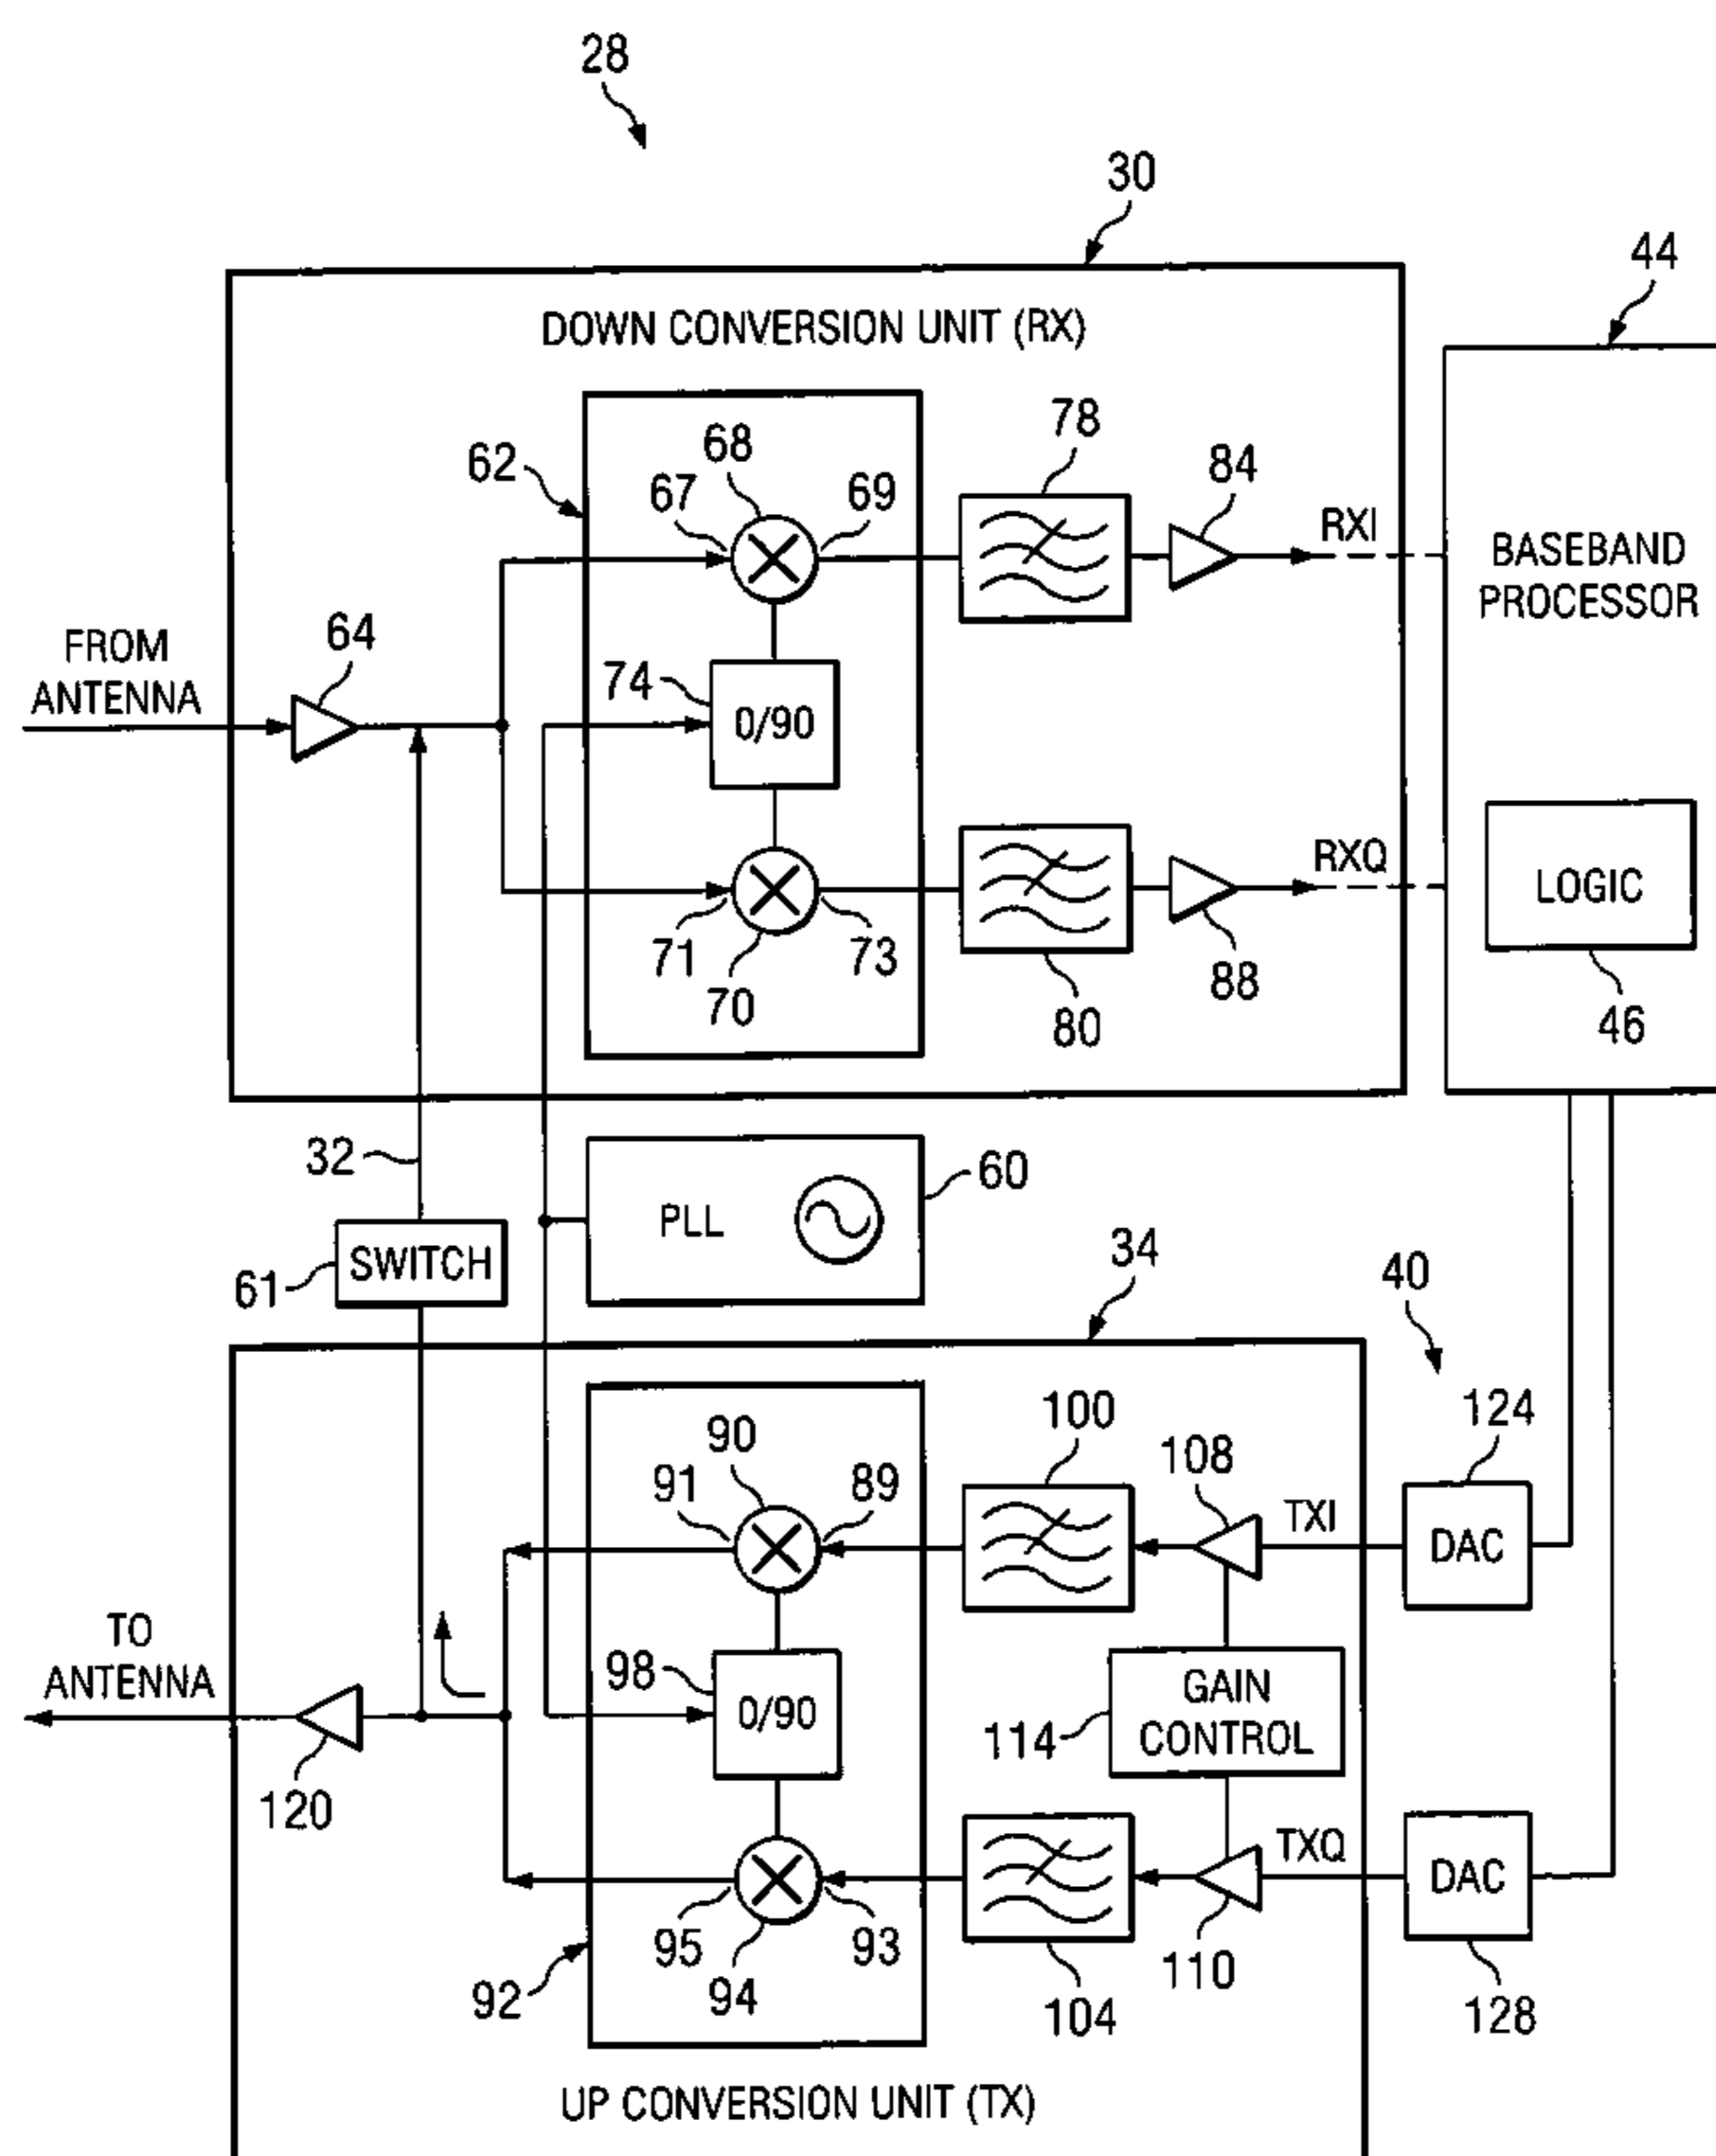 28
30
44
DOWN CONVERSION UNIT (RX)
62
68
67
69
78
84
RXI
BASEBAND
PROCESSOR
FROM
ANTENNA
64
74
0/90
71
70
73
80
88
RXQ
LOGIC
46
32
PLL
60
61
SWITCH
34
40
90
91
89
100
108
TXI
124
DAC
TO
ANTENNA
98
0/90
114
GAIN
CONTROL
120
92
95
94
93
104
110
TXQ
DAC
128
UP CONVERSION UNIT (TX)